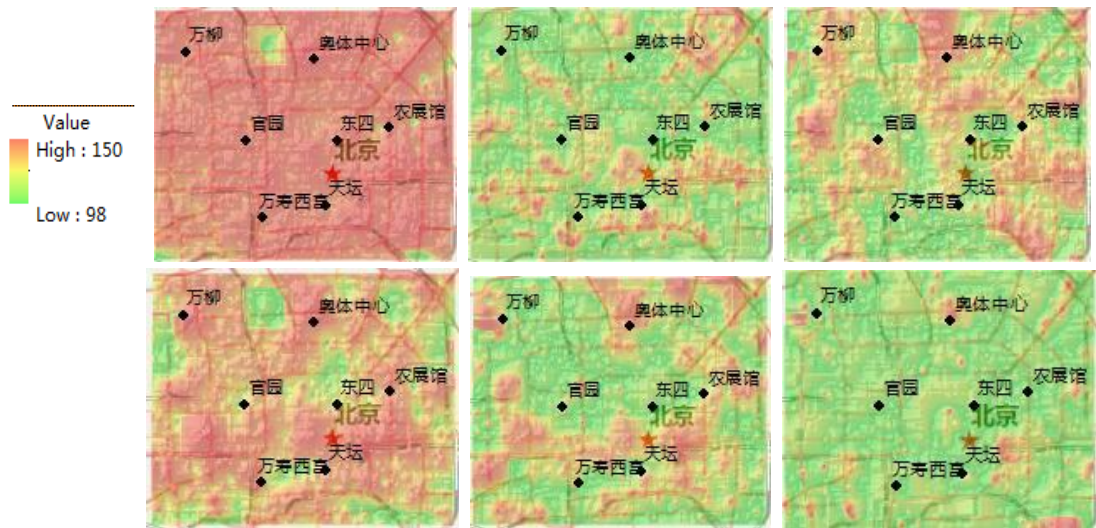 Value
High : 150
Low : 98
万柳
奥体中心
农展馆
官园
东四
北京
天坛
万寿西宫
万柳
奥体中心
农展馆
官园
东四
北京
天坛
万寿西宫
万柳
奥体中心
农展馆
官园
东四
北京
天坛
万寿西宫
万柳
奥体中心
农展馆
官园
东四
北京
天坛
万寿西宫
万柳
奥体中心
农展馆
官园
东四
北京
天坛
万寿西宫
万柳
奥体中心
农展馆
官园
东四
北京
天坛
万寿西宫